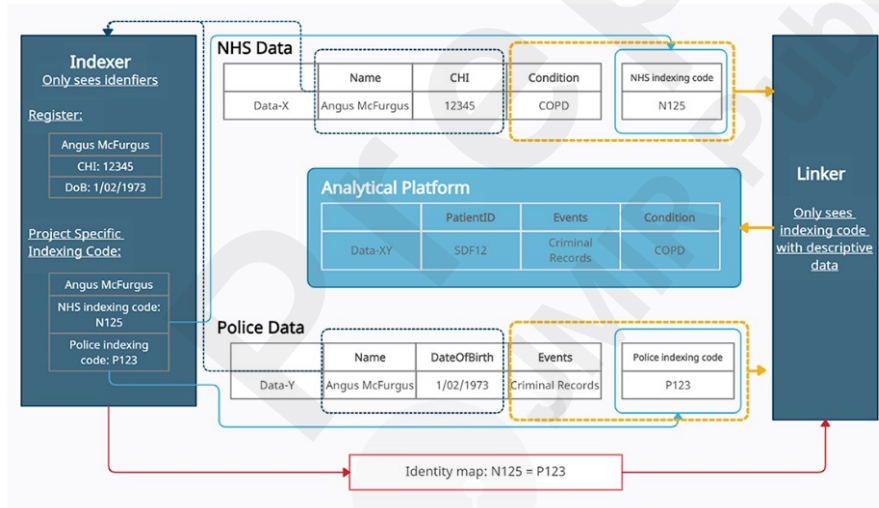 Indexer
Only sees idenfiers
Register:
Angus McFurgus
CHI: 12345
DoB: 1/02/1973
Project Specific
Indexing Code:
Angus McFurgus
NHS indexing code:
N125
Police indexing
code: P123
NHS Data
Name CHI Condition NHS indexing code
Data-X Angus McFurgus 12345 COPD N125
Analytical Platform
PatientID Events Condition
Data-XY SDF12 Criminal Records COPD
Police Data
Name DateOfBirth Events Police indexing code
Data-Y Angus McFurgus 1/02/1973 Criminal Records P123
Linker
Only sees
indexing code
with descriptive
data
Identity map: N125 = P123
JMIR Pub
Prep